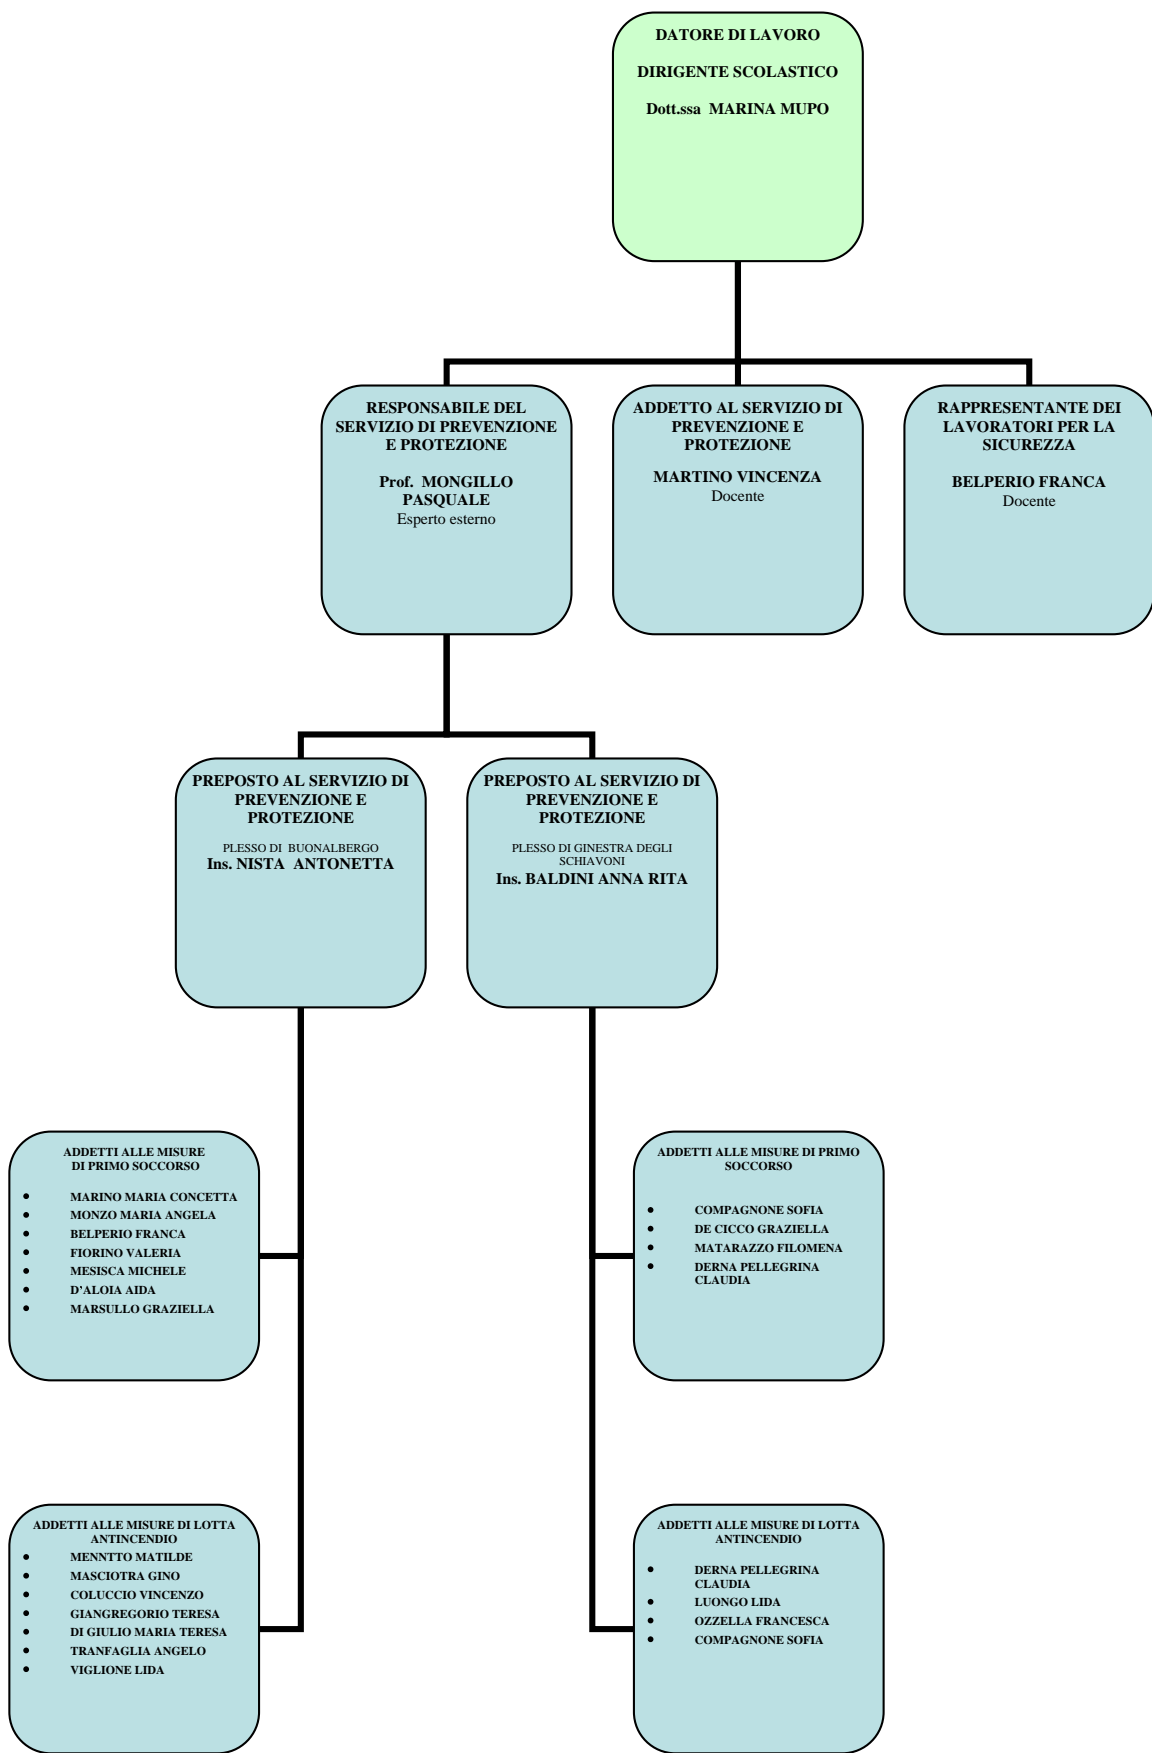 DATORE DI LAVORO
DIRIGENTE SCOLASTICO
Dott.ssa  MARINA MUPO
RESPONSABILE DEL
SERVIZIO DI PREVENZIONE
E PROTEZIONE
Prof.  MONGILLO
PASQUALE
Esperto esterno
ADDETTO AL SERVIZIO DI
PREVENZIONE E
PROTEZIONE
MARTINO VINCENZA
Docente
RAPPRESENTANTE DEI
LAVORATORI PER LA
SICUREZZA
BELPERIO FRANCA
Docente
PREPOSTO AL SERVIZIO DI
PREVENZIONE E
PROTEZIONE
PLESSO DI  BUONALBERGO
Ins. NISTA  ANTONETTA
PREPOSTO AL SERVIZIO DI
PREVENZIONE E
PROTEZIONE
PLESSO DI GINESTRA DEGLI
SCHIAVONI
Ins. BALDINI ANNA RITA
ADDETTI ALLE MISURE
DI PRIMO SOCCORSO
• MARINO MARIA CONCETTA
• MONZO MARIA ANGELA
• BELPERIO FRANCA
• FIORINO VALERIA
• MESISCA MICHELE
• D’ALOIA AIDA
• MARSULLO GRAZIELLA
ADDETTI ALLE MISURE DI PRIMO
SOCCORSO
• COMPAGNONE SOFIA
• DE CICCO GRAZIELLA
• MATARAZZO FILOMENA
• DERNA PELLEGRINA
CLAUDIA
ADDETTI ALLE MISURE DI LOTTA
ANTINCENDIO
• MENNTTO MATILDE
• MASCIOTRA GINO
• COLUCCIO VINCENZO
• GIANGREGORIO TERESA
• DI GIULIO MARIA TERESA
• TRANFAGLIA ANGELO
• VIGLIONE LIDA
ADDETTI ALLE MISURE DI LOTTA
ANTINCENDIO
• DERNA PELLEGRINA
CLAUDIA
• LUONGO LIDA
• OZZELLA FRANCESCA
• COMPAGNONE SOFIA